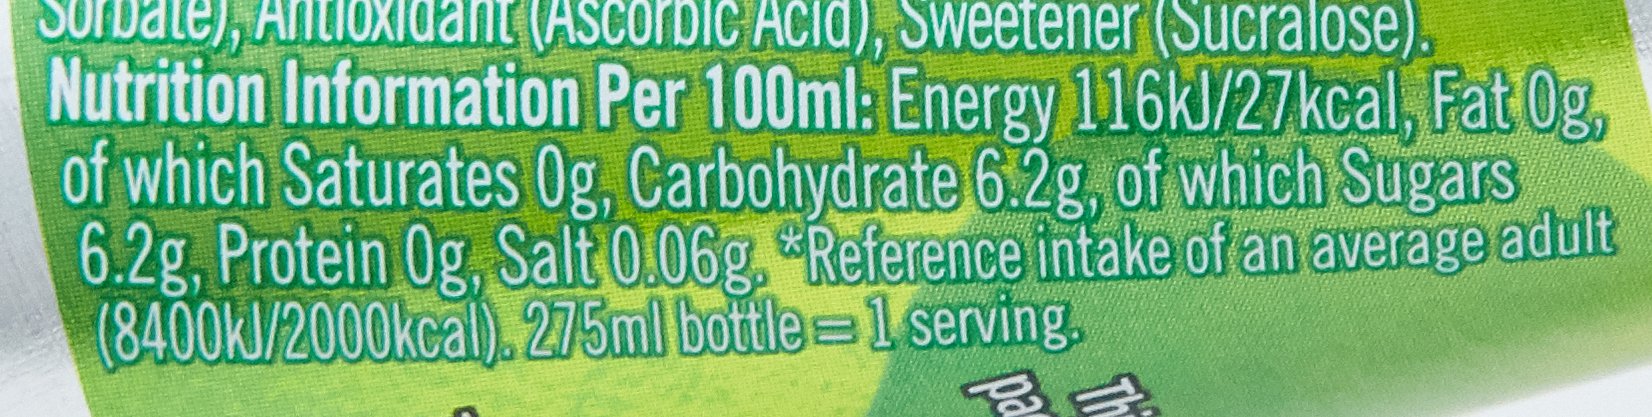 Sorbate), Antioxidant (Ascorbic Acid), Sweetener (Sucralose).
Nutrition Information Per 100ml: Energy 116kJ/27kcal, Fat 0g,
of which Saturates 0g, Carbohydrate 6.2g, of which Sugars
6.2g, Protein 0g, Salt 0.06g. *Reference intake of an average adult
(8400kJ/2000kcal). 275ml bottle = 1 serving.